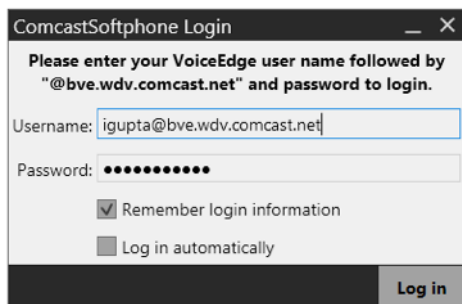 ComcastSoftphone Login
Please enter your VoiceEdge user name followed by
"@bve.wdv.comcast.net" and password to login.
Username: igupta@bve.wdv.comcast.net
Password: ●●●●●●●●●●●
Remember login information
Log in automatically
Log in